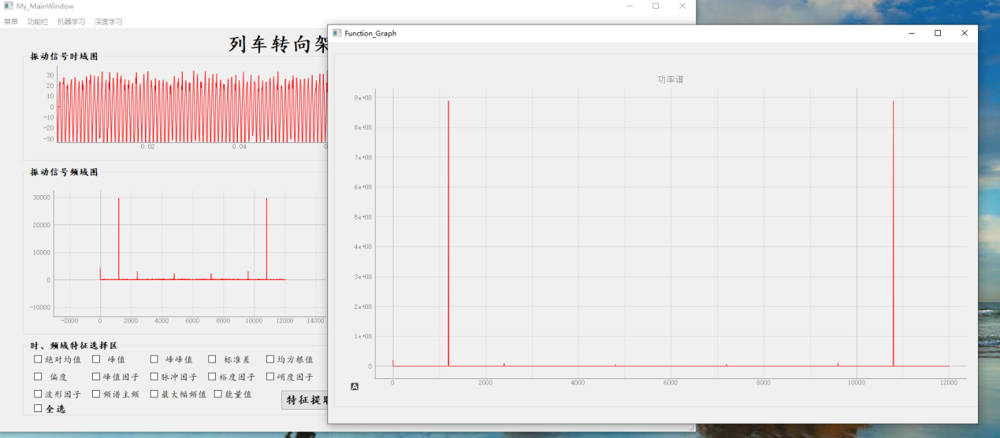 My_MainWindow
菜单 功能栏 机器学习 深度学习
列车转向架
振动信号时域图
30
20
10
0
-10
-20
-30
0.02 0.04 0
振动信号频域图
30000
20000
10000
0
-10000
-2000 0 2000 4000 6000 8000 10000 12000 14000
时、频域特征选择区
绝对均值 峰值 峰峰值 标准差 均方根值
偏度 峰值因子 脉冲因子 裕度因子 峭度因子
波形因子 频谱主频 最大幅频值 能量值
全选
特征提取
Function_Graph
功率谱
9e+08
8e+08
7e+08
6e+08
5e+08
4e+08
3e+08
2e+08
1e+08
0
0 2000 4000 6000 8000 10000 12000
A